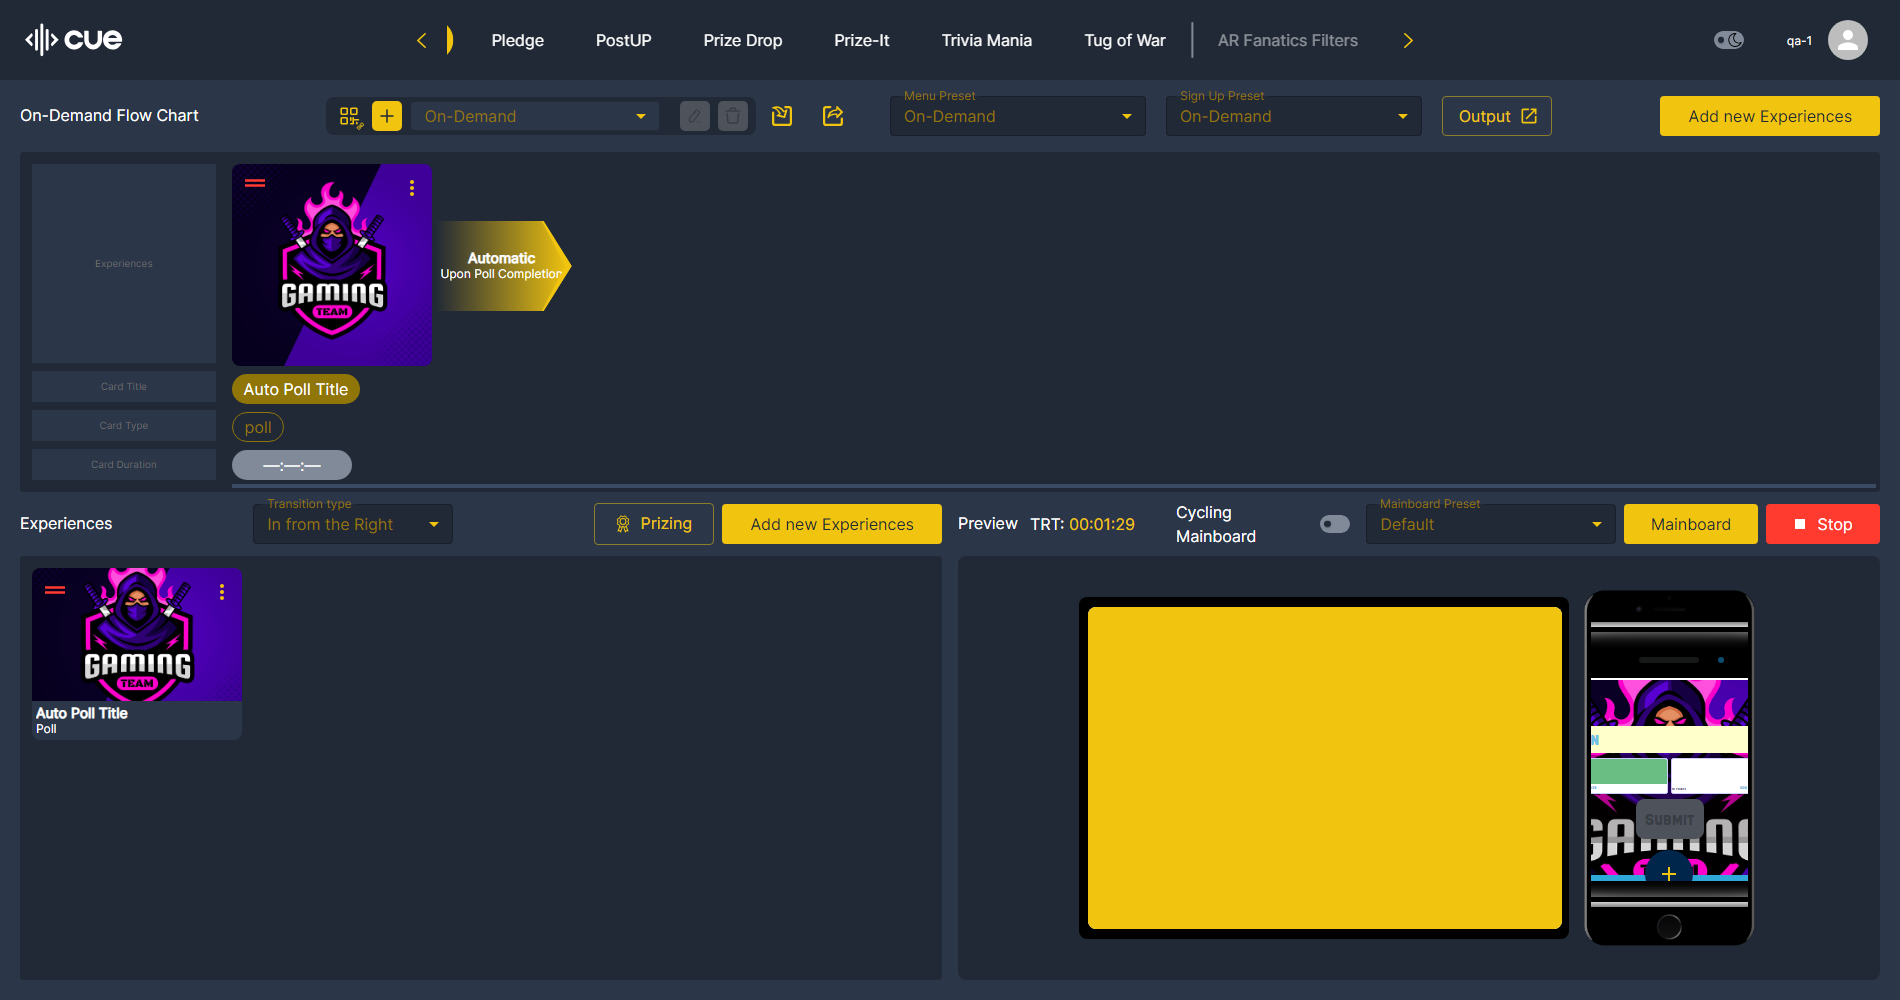 cue
Pledge
PostUP
Prize Drop
Prize-It
Trivia Mania
Tug of War
AR Fanatics Filters
qa-1
On-Demand Flow Chart
On-Demand
Menu Preset
On-Demand
Sign Up Preset
On-Demand
Output
Add new Experiences
Experiences
GAMING
TEAM
Automatic
Upon Poll Completion
Card Title
Auto Poll Title
Card Type
poll
Card Duration
—:—:—
Experiences
Transition type
In from the Right
Prizing
Add new Experiences
Preview
TRT: 00:01:29
Cycling
Mainboard
Mainboard Preset
Default
Mainboard
Stop
GAMING
TEAM
Auto Poll Title
Poll
N
SUBMIT
GAMING